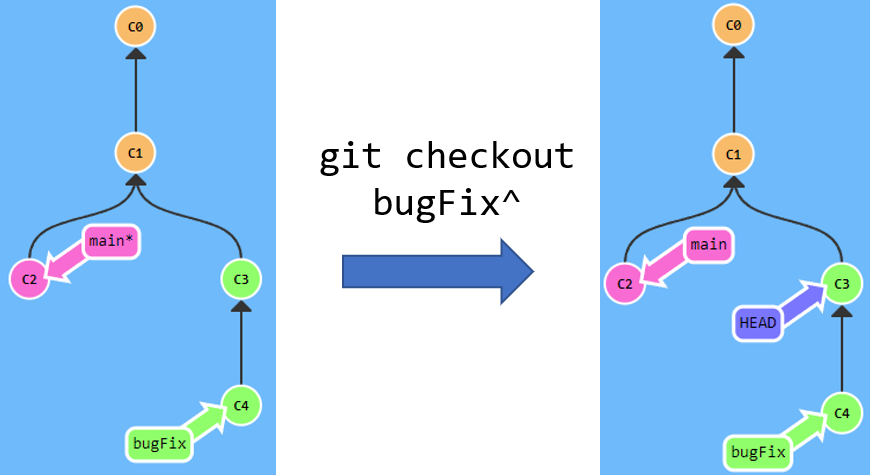 C0
C1
main*
C2
C3
C4
bugFix
git checkout
bugFix^
C0
C1
main
C2
C3
HEAD
C4
bugFix